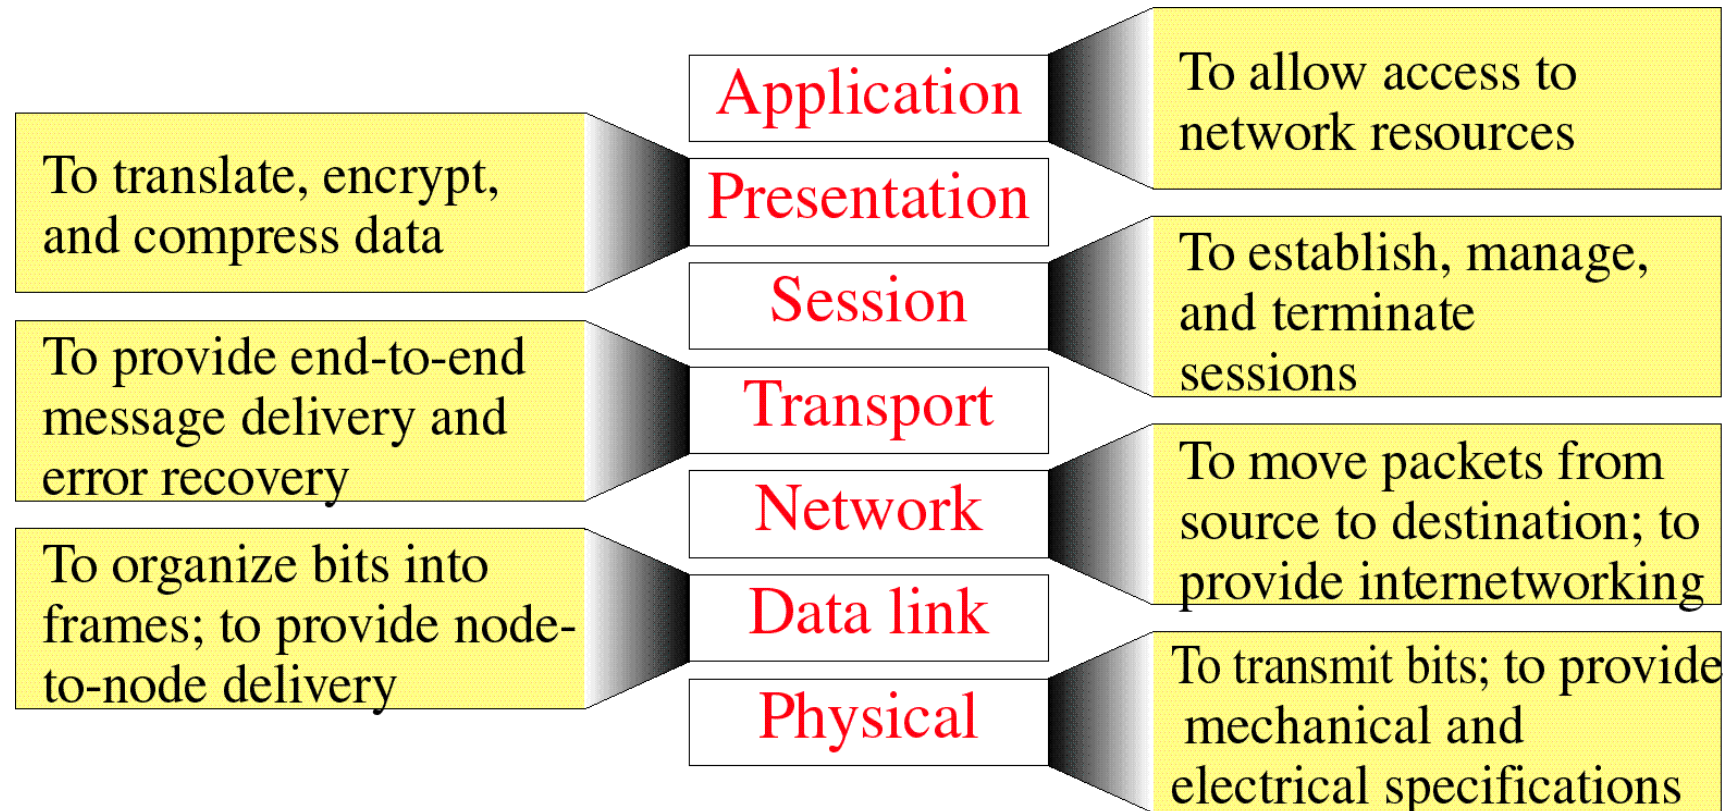 Application
To allow access to
network resources
To translate, encrypt,
and compress data
Presentation
Session
To establish, manage,
and terminate
sessions
To provide end-to-end
message delivery and
error recovery
Transport
Network
To move packets from
source to destination; to
provide internetworking
To organize bits into
frames; to provide node-
to-node delivery
Data link
Physical
To transmit bits; to provide
mechanical and
electrical specifications